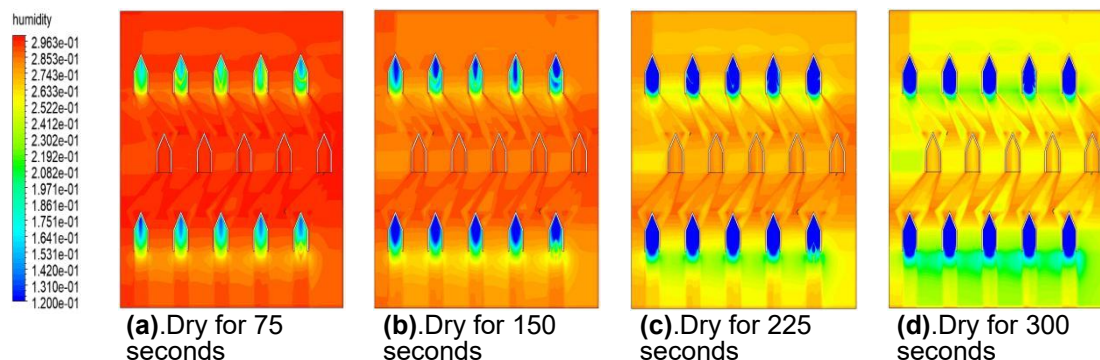 humidity
2.963e-01
2.853e-01
2.743e-01
2.633e-01
2.522e-01
2.412e-01
2.302e-01
2.192e-01
2.082e-01
1.971e-01
1.861e-01
1.751e-01
1.641e-01
1.531e-01
1.420e-01
1.310e-01
1.200e-01
(a).Dry for 75
seconds
(b).Dry for 150
seconds
(c).Dry for 225
seconds
(d).Dry for 300
seconds